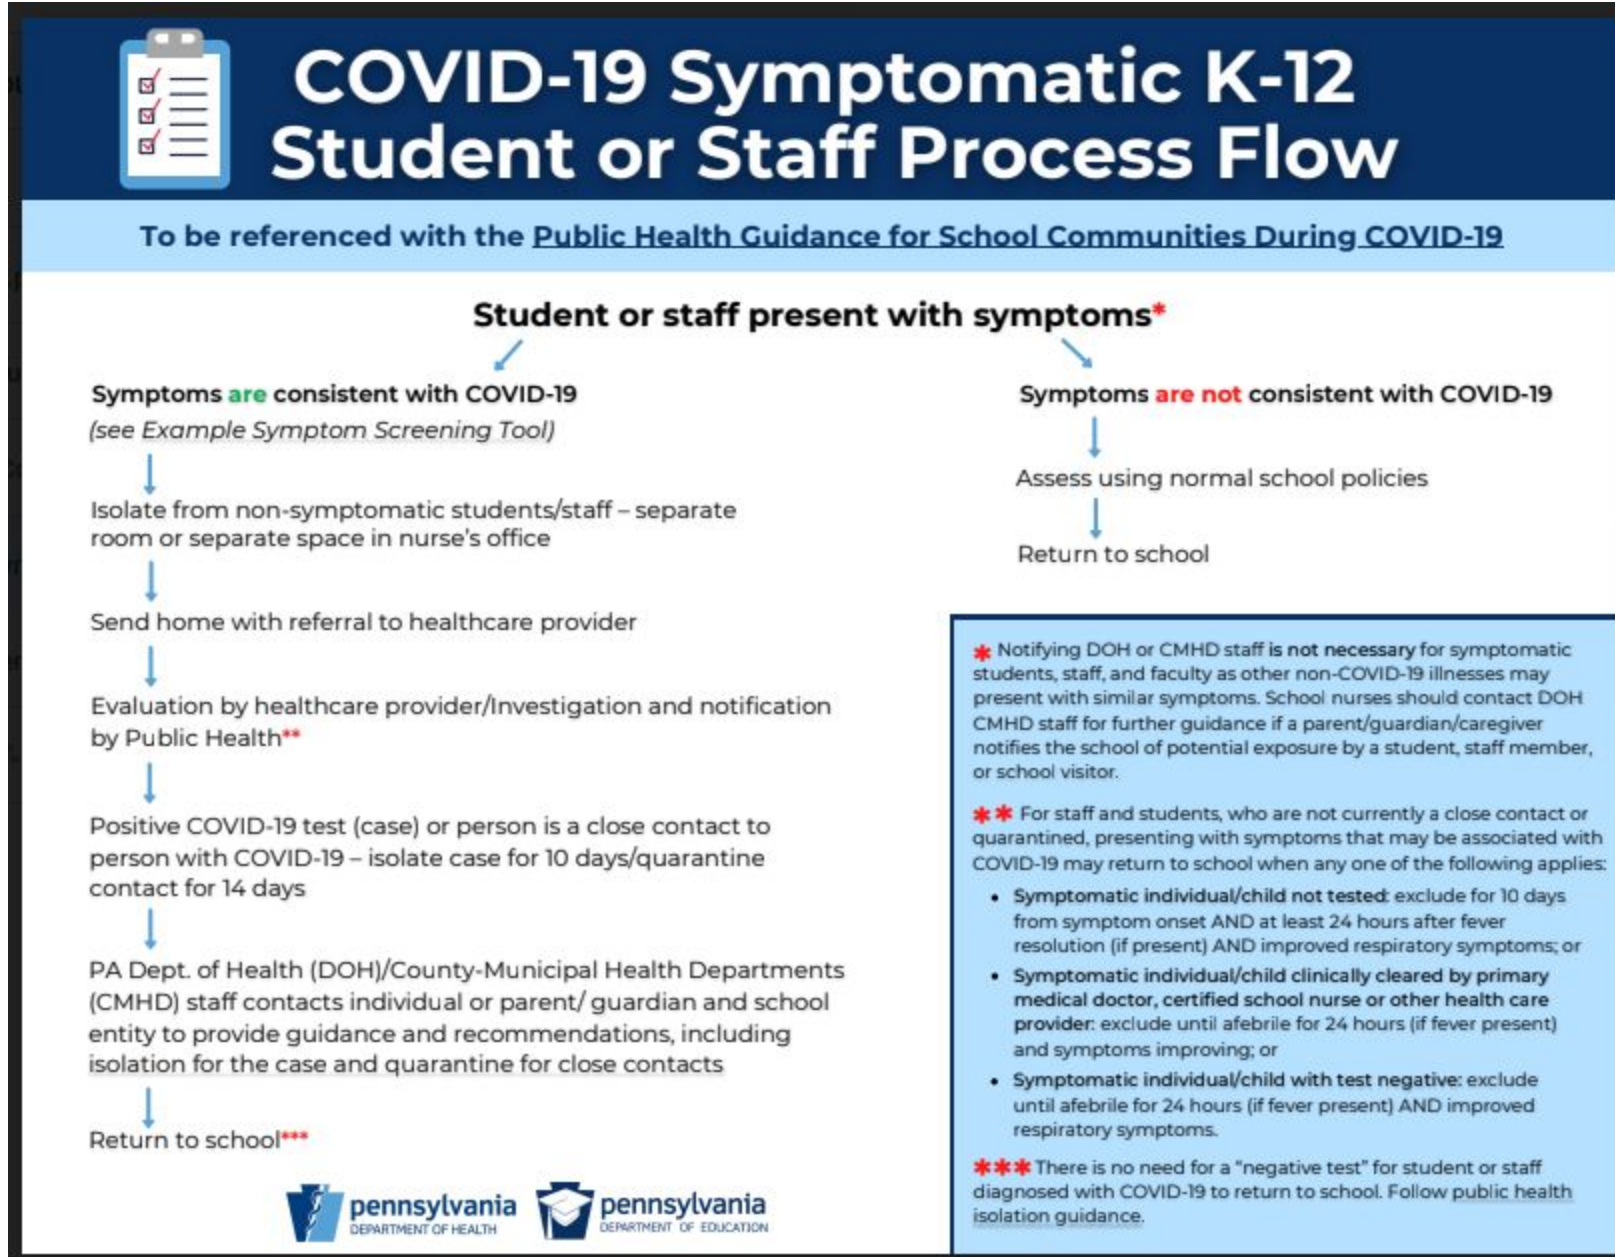 COVID-19 Symptomatic K-12
Student or Staff Process Flow
To be referenced with the Public Health Guidance for School Communities During COVID-19
Student or staff present with symptoms*
Symptoms are consistent with COVID-19
(see Example Symptom Screening Tool)
Isolate from non-symptomatic students/staff – separate
room or separate space in nurse's office
Send home with referral to healthcare provider
Evaluation by healthcare provider/Investigation and notification
by Public Health**
Positive COVID-19 test (case) or person is a close contact to
person with COVID-19 – isolate case for 10 days/quarantine
contact for 14 days
PA Dept. of Health (DOH)/County-Municipal Health Departments
(CMHD) staff contacts individual or parent/ guardian and school
entity to provide guidance and recommendations, including
isolation for the case and quarantine for close contacts
Return to school***
Symptoms are not consistent with COVID-19
Assess using normal school policies
Return to school
* Notifying DOH or CMHD staff is not necessary for symptomatic
students, staff, and faculty as other non-COVID-19 illnesses may
present with similar symptoms. School nurses should contact DOH
CMHD staff for further guidance if a parent/guardian/caregiver
notifies the school of potential exposure by a student, staff member,
or school visitor.
** For staff and students, who are not currently a close contact or
quarantined, presenting with symptoms that may be associated with
COVID-19 may return to school when any one of the following applies:
• Symptomatic individual/child not tested: exclude for 10 days
from symptom onset AND at least 24 hours after fever
resolution (if present) AND improved respiratory symptoms; or
• Symptomatic individual/child clinically cleared by primary
medical doctor, certified school nurse or other health care
provider: exclude until afebrile for 24 hours (if fever present)
and symptoms improving; or
• Symptomatic individual/child with test negative: exclude
until afebrile for 24 hours (if fever present) AND improved
respiratory symptoms.
*** There is no need for a "negative test" for student or staff
diagnosed with COVID-19 to return to school. Follow public health
isolation guidance.
pennsylvania
DEPARTMENT OF HEALTH
pennsylvania
DEPARTMENT OF EDUCATION